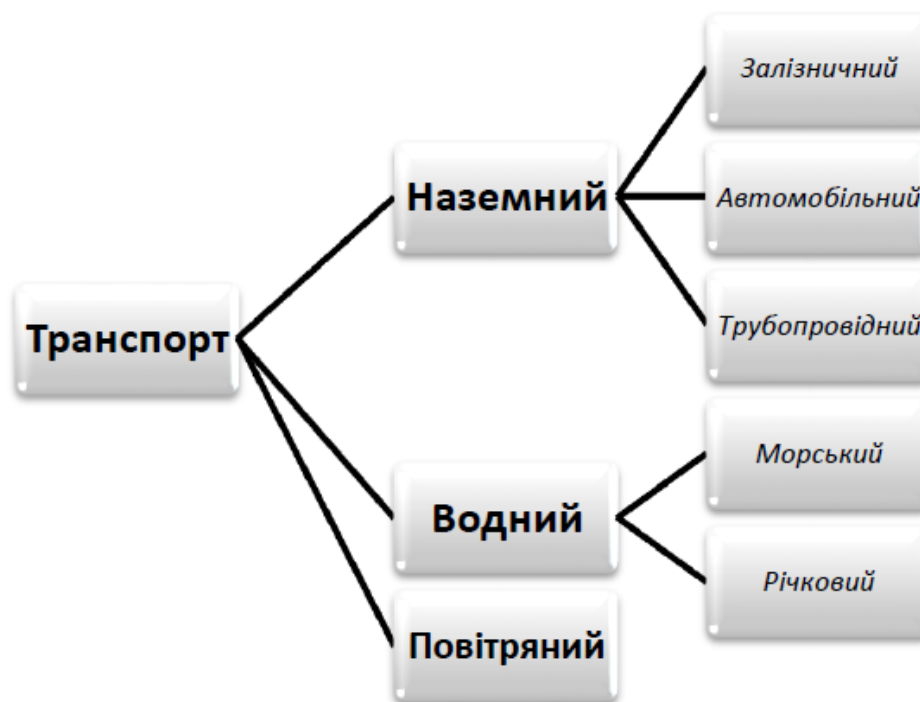 Транспорт
Наземний
Залізничний
Автомобільний
Трубопровідний
Водний
Морський
Річковий
Повітряний